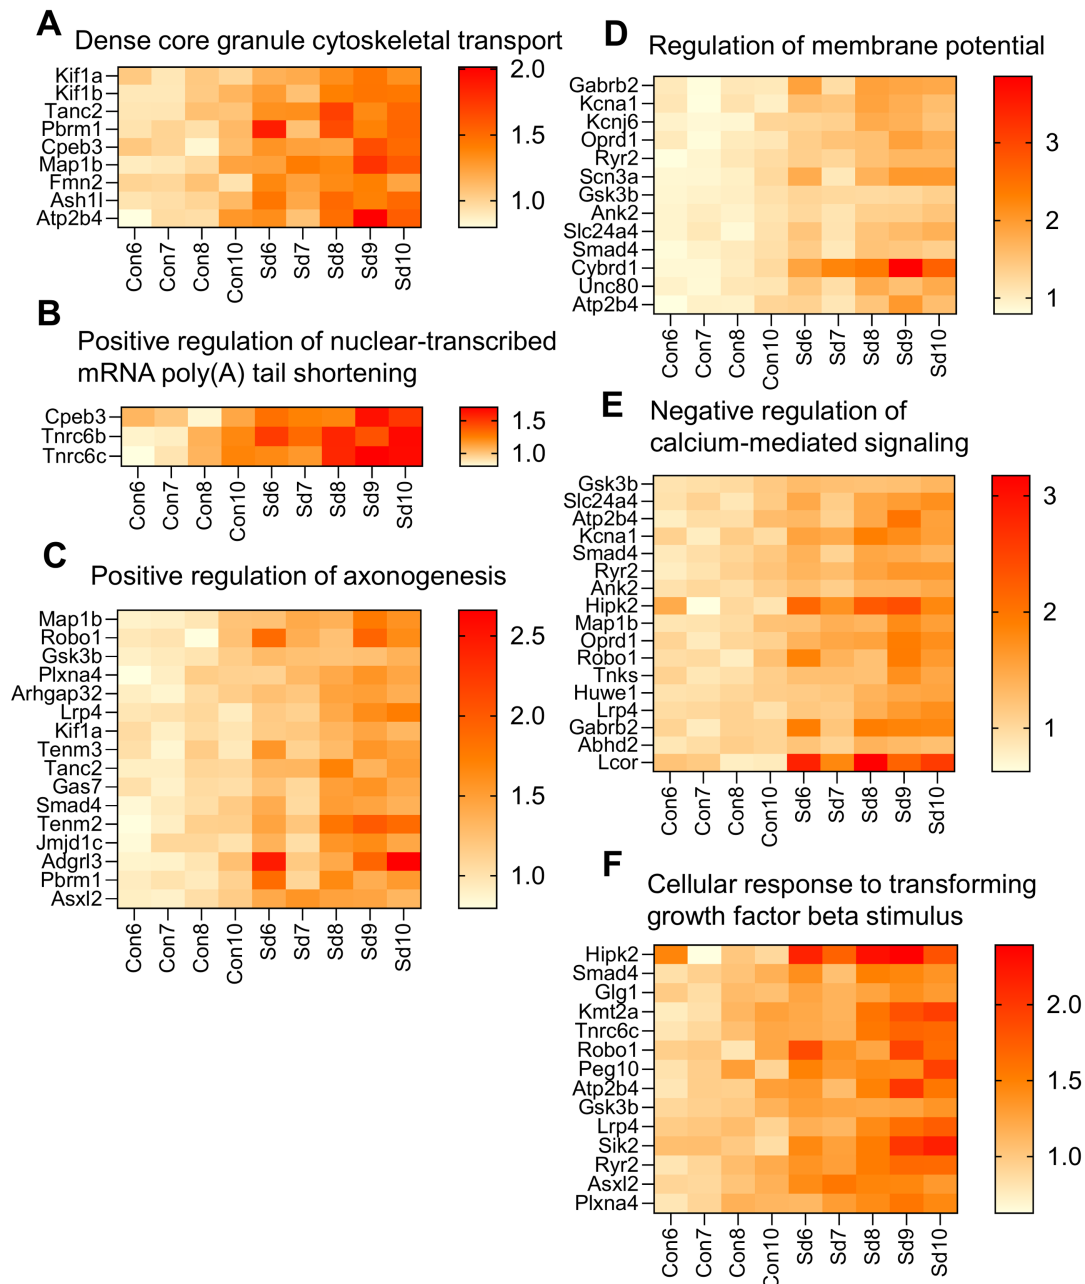 A
Dense core granule cytoskeletal transport
Kif1a
Kif1b
Tanc2
Pbrm1
Cpeb3
Map1b
Fmn2
Ash1l
Atp2b4
2.0
1.5
1.0
Con6 Con7 Con8 Con10 Sd6 Sd7 Sd8 Sd9 Sd10
B
Positive regulation of nuclear-transcribed
mRNA poly(A) tail shortening
Cpeb3
Tnrc6b
Tnrc6c
1.5
1.0
Con6 Con7 Con8 Con10 Sd6 Sd7 Sd8 Sd9 Sd10
C
Positive regulation of axonogenesis
Map1b
Robo1
Gsk3b
Plxna4
Arhgap32
Lrp4
Kif1a
Tenm3
Tanc2
Gas7
Smad4
Tenm2
Jmjd1c
Adgrl3
Pbrm1
Asxl2
2.5
2.0
1.5
1.0
Con6 Con7 Con8 Con10 Sd6 Sd7 Sd8 Sd9 Sd10
D
Regulation of membrane potential
Gabrb2
Kcna1
Kcnj6
Oprd1
Ryr2
Scn3a
Gsk3b
Ank2
Slc24a4
Smad4
Cybrd1
Unc80
Atp2b4
3
2
1
Con6 Con7 Con8 Con10 Sd6 Sd7 Sd8 Sd9 Sd10
E
Negative regulation of
calcium-mediated signaling
Gsk3b
Slc24a4
Atp2b4
Kcna1
Smad4
Ryr2
Ank2
Hipk2
Map1b
Oprd1
Robo1
Tnks
Huwe1
Lrp4
Gabrb2
Abhd2
Lcor
3
2
1
Con6 Con7 Con8 Con10 Sd6 Sd7 Sd8 Sd9 Sd10
F
Cellular response to transforming
growth factor beta stimulus
Hipk2
Smad4
Glg1
Kmt2a
Tnrc6c
Robo1
Peg10
Atp2b4
Gsk3b
Lrp4
Sik2
Ryr2
Asxl2
Plxna4
2.0
1.5
1.0
Con6 Con7 Con8 Con10 Sd6 Sd7 Sd8 Sd9 Sd10